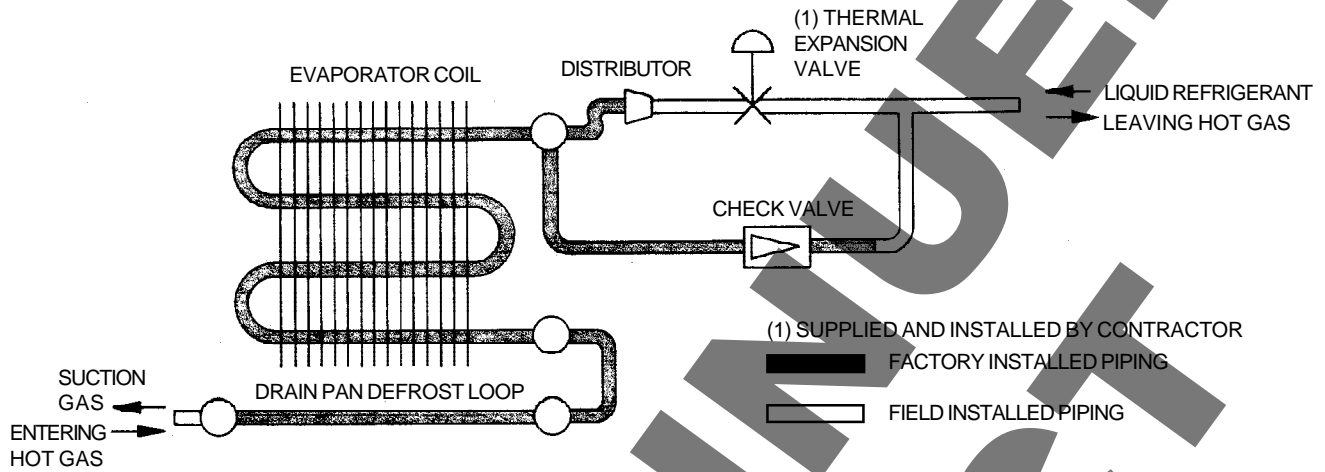 (1) THERMAL
EXPANSION
VALVE
EVAPORATOR COIL
DISTRIBUTOR
LIQUID REFRIGERANT
LEAVING HOT GAS
CHECK VALVE
(1) SUPPLIED AND INSTALLED BY CONTRACTOR
FACTORY INSTALLED PIPING
FIELD INSTALLED PIPING
SUCTION
GAS
DRAIN PAN DEFROST LOOP
ENTERING
HOT GAS